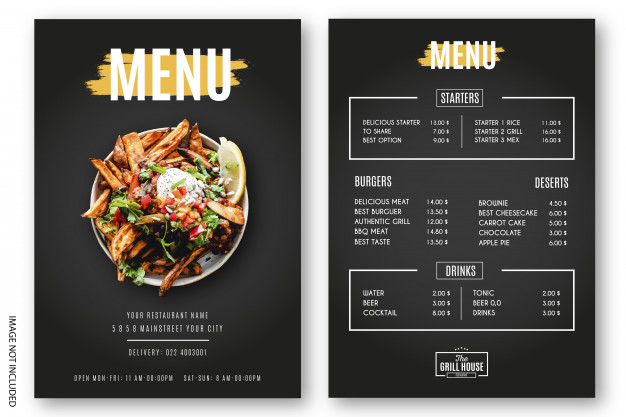 MENU
YOUR RESTAURANT NAME
5858 MAINSTREET YOUR CITY
DELIVERY: 022 4003001
OPEN MON-FRI: 11 AM-00:00PM SAT-SUN: 8 AM-00:00PM
IMAGE NOT INCLUDED
MENU
STARTERS
DELICIOUS STARTER 13.00 $
TO SHARE 7.00 $
BEST OPTION 9.00 $
STARTER 1 RICE 11.00 $
STARTER 2 GRILL 16.00 $
STARTER 3 MEX 16.00 $
BURGERS
DELICIOUS MEAT 14.00 $
BEST BURGUER 13.50 $
AUTHENTIC GRILL 12.00 $
BBQ MEAT 14.80 $
BEST TASTE 13.50 $
DESERTS
BROWNIE 4.50 $
BEST CHEESECAKE 6.00 $
CARROT CAKE 5.00 $
CHOCOLATE 3.00 $
APPLE PIE 6.00 $
DRINKS
WATER 2.00 $
BEER 3.00 $
COCKTAIL 8.00 $
TONIC 2.00 $
BEER 0,0 3.00 $
DRINKS 3.00 $
The
GRILL HOUSE